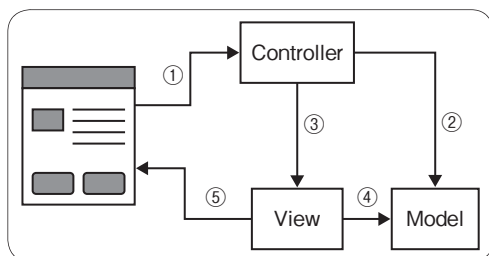 Controller
①
②
③
④
⑤
View
Model